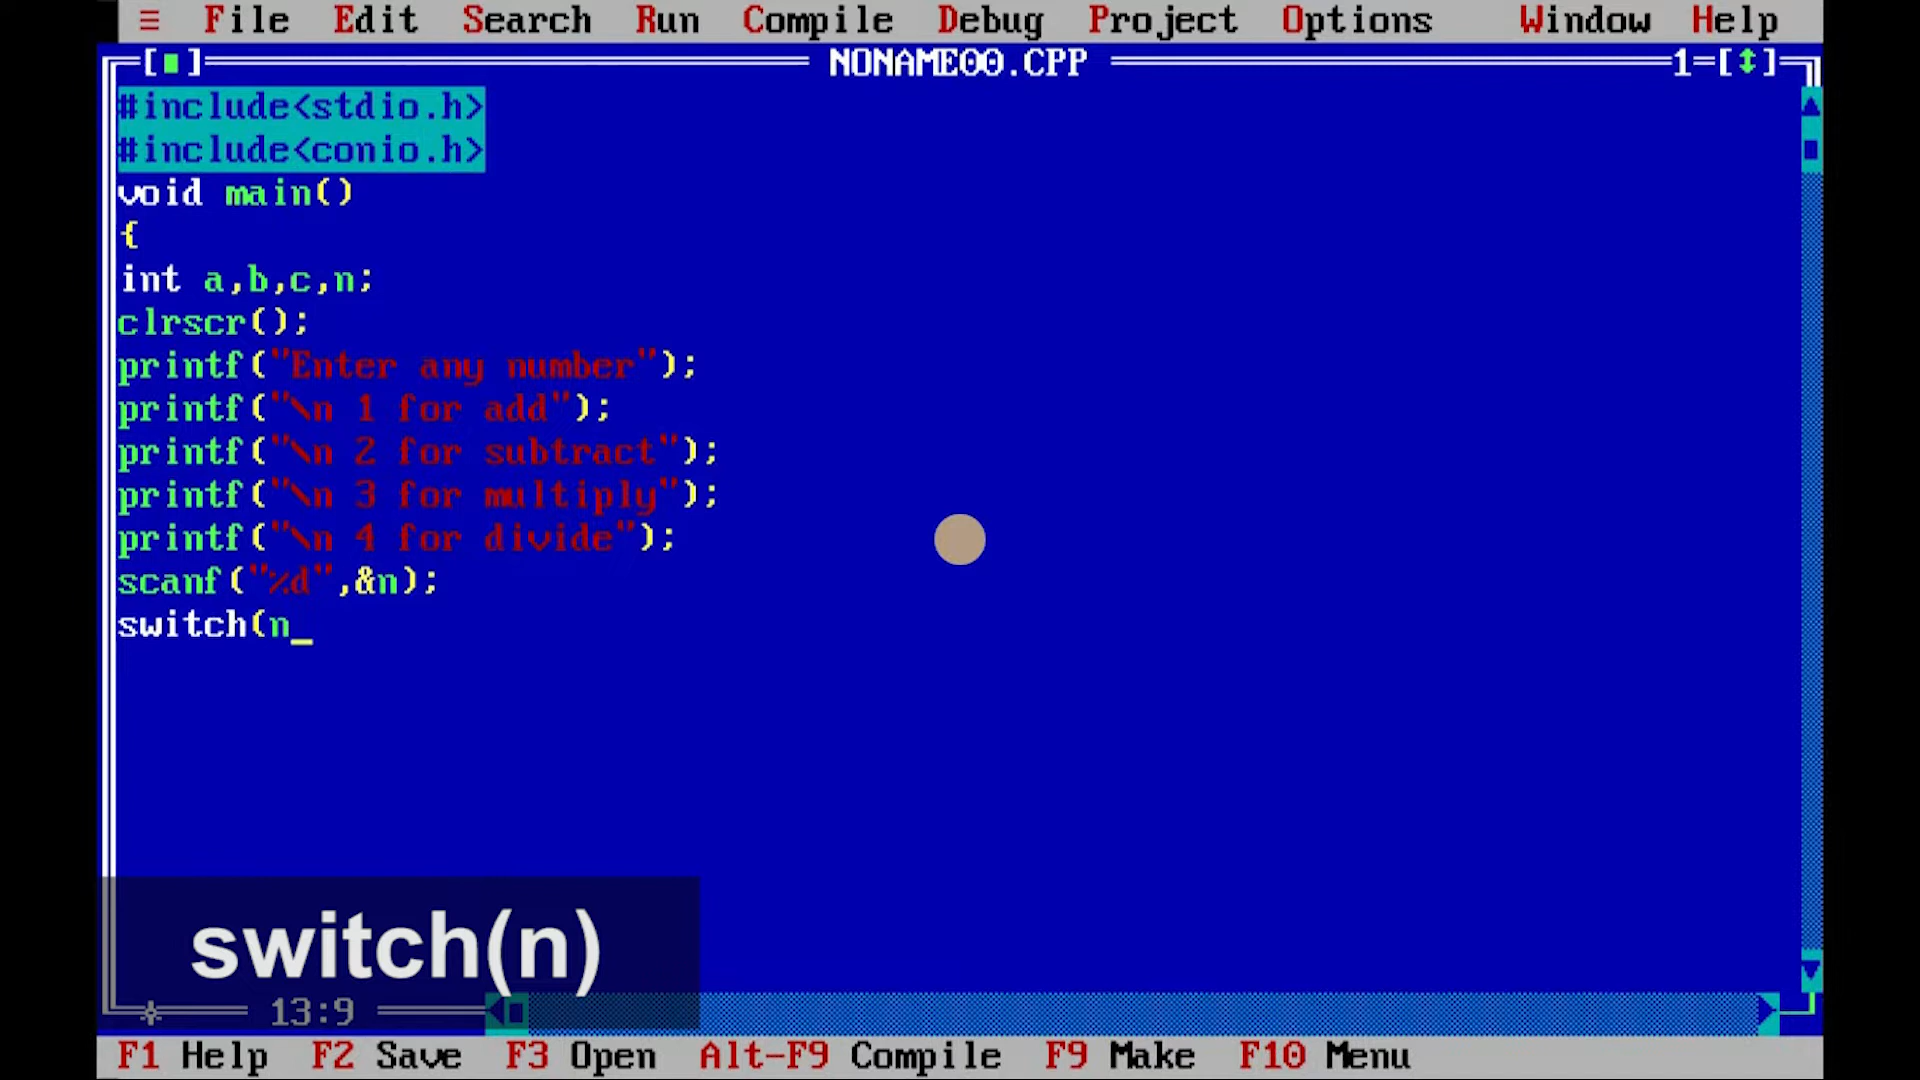 ≡ File Edit Search Run Compile Debug Project Options Window Help
[■] NONAME00.CPP 1=[↕]
#include<stdio.h>
#include<conio.h>
void main()
{
int a,b,c,n;
clrscr();
printf("Enter any number");
printf("\n 1 for add");
printf("\n 2 for subtract");
printf("\n 3 for multiply");
printf("\n 4 for divide");
scanf("%d",&n);
switch(n_
switch(n)
13:9
F1 Help F2 Save F3 Open Alt-F9 Compile F9 Make F10 Menu